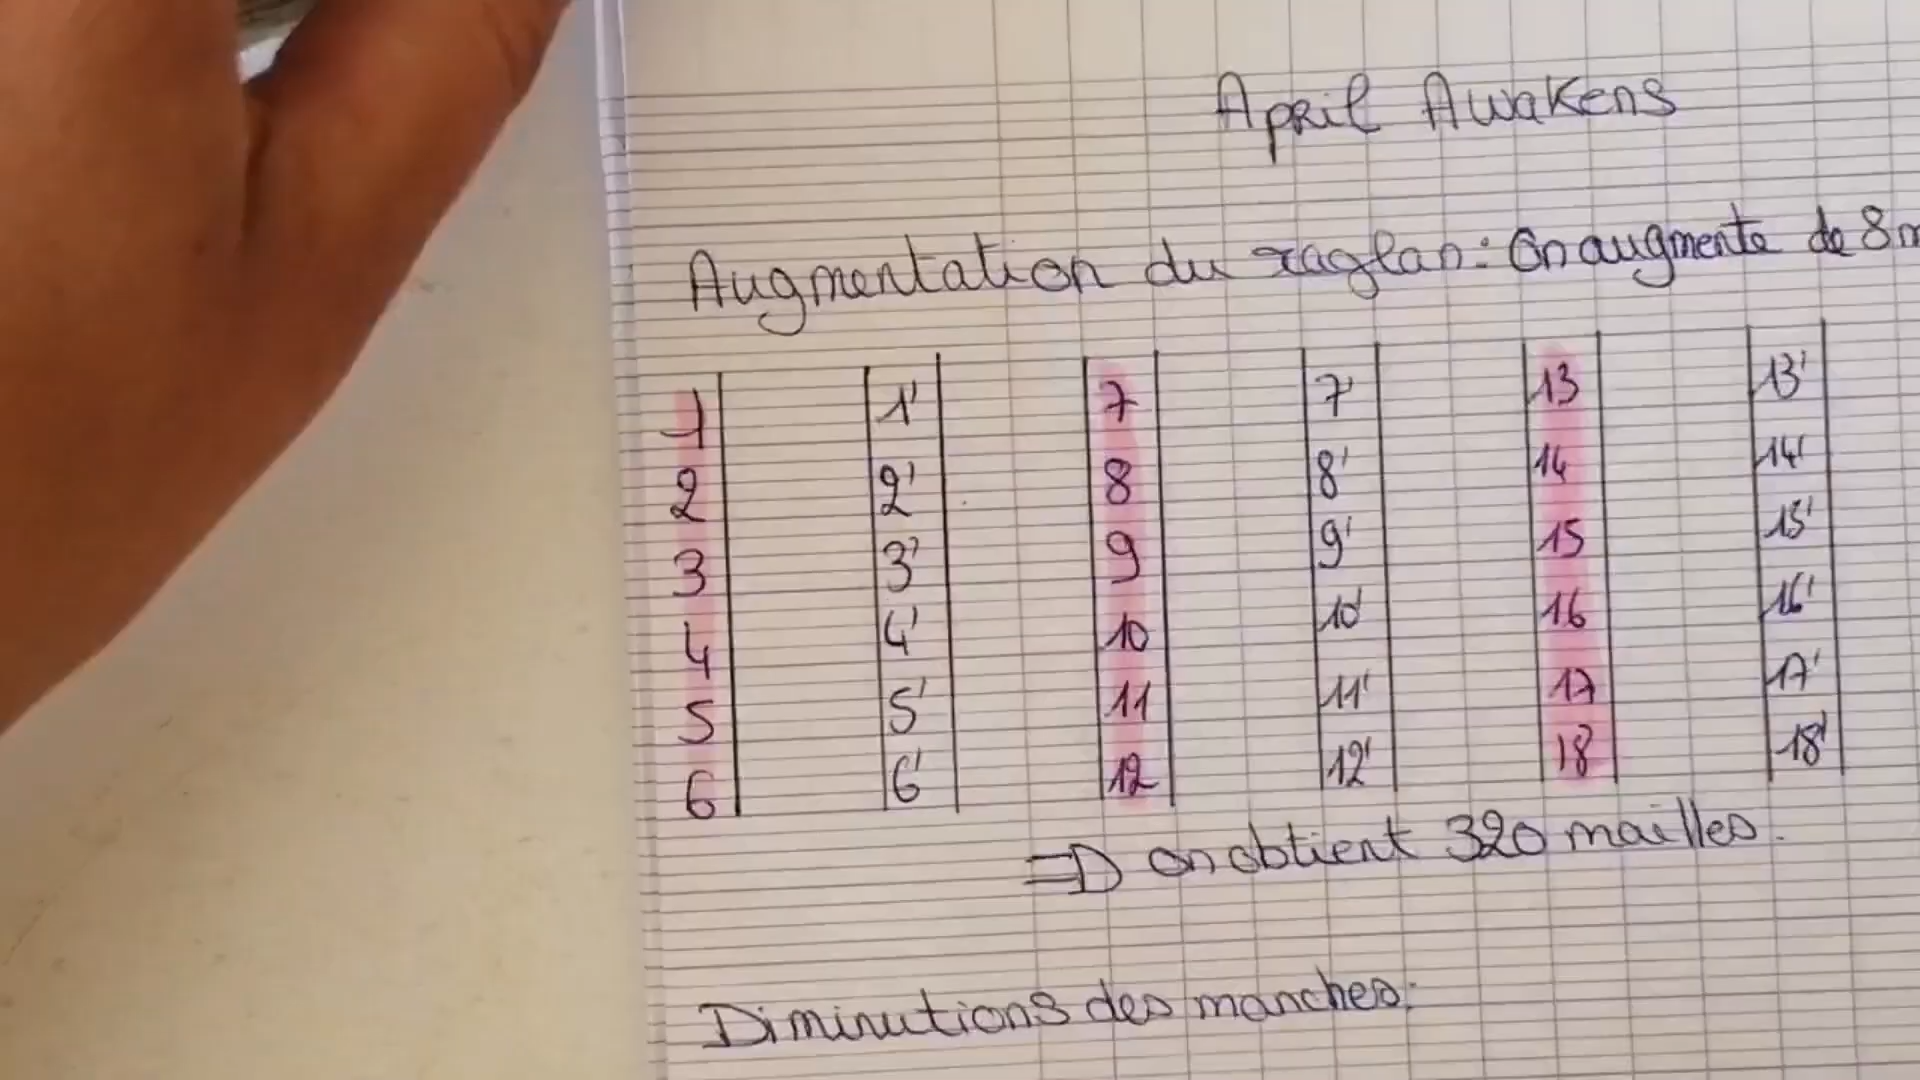 April Awakens
Augmentation du raglan : On augmente de 8 m
1 1' 7 7' 13 13'
2 2' 8 8' 14 14'
3 3' 9 9' 15 15'
4 4' 10 10' 16 16'
5 5' 11 11' 17 17'
6 6' 12 12' 18 18'
=D on obtient 320 mailles.
Diminutions des manches: